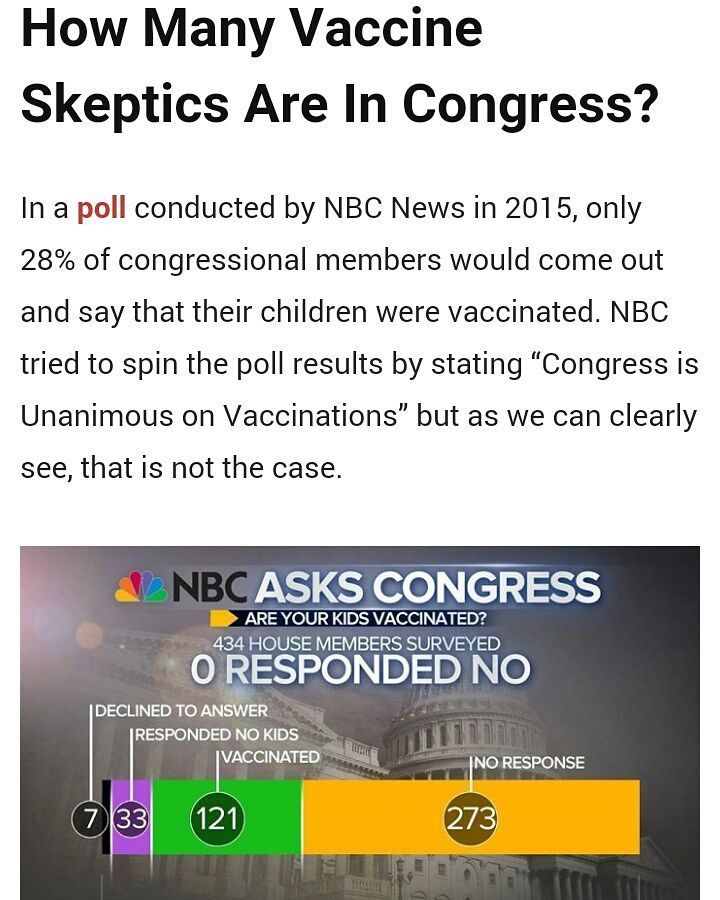 How Many Vaccine
Skeptics Are In Congress?
In a poll conducted by NBC News in 2015, only
28% of congressional members would come out
and say that their children were vaccinated. NBC
tried to spin the poll results by stating “Congress is
Unanimous on Vaccinations” but as we can clearly
see, that is not the case.
NBC ASKS CONGRESS
ARE YOUR KIDS VACCINATED?
434 HOUSE MEMBERS SURVEYED
0 RESPONDED NO
DECLINED TO ANSWER
RESPONDED NO KIDS
VACCINATED
NO RESPONSE
7 33 121 273